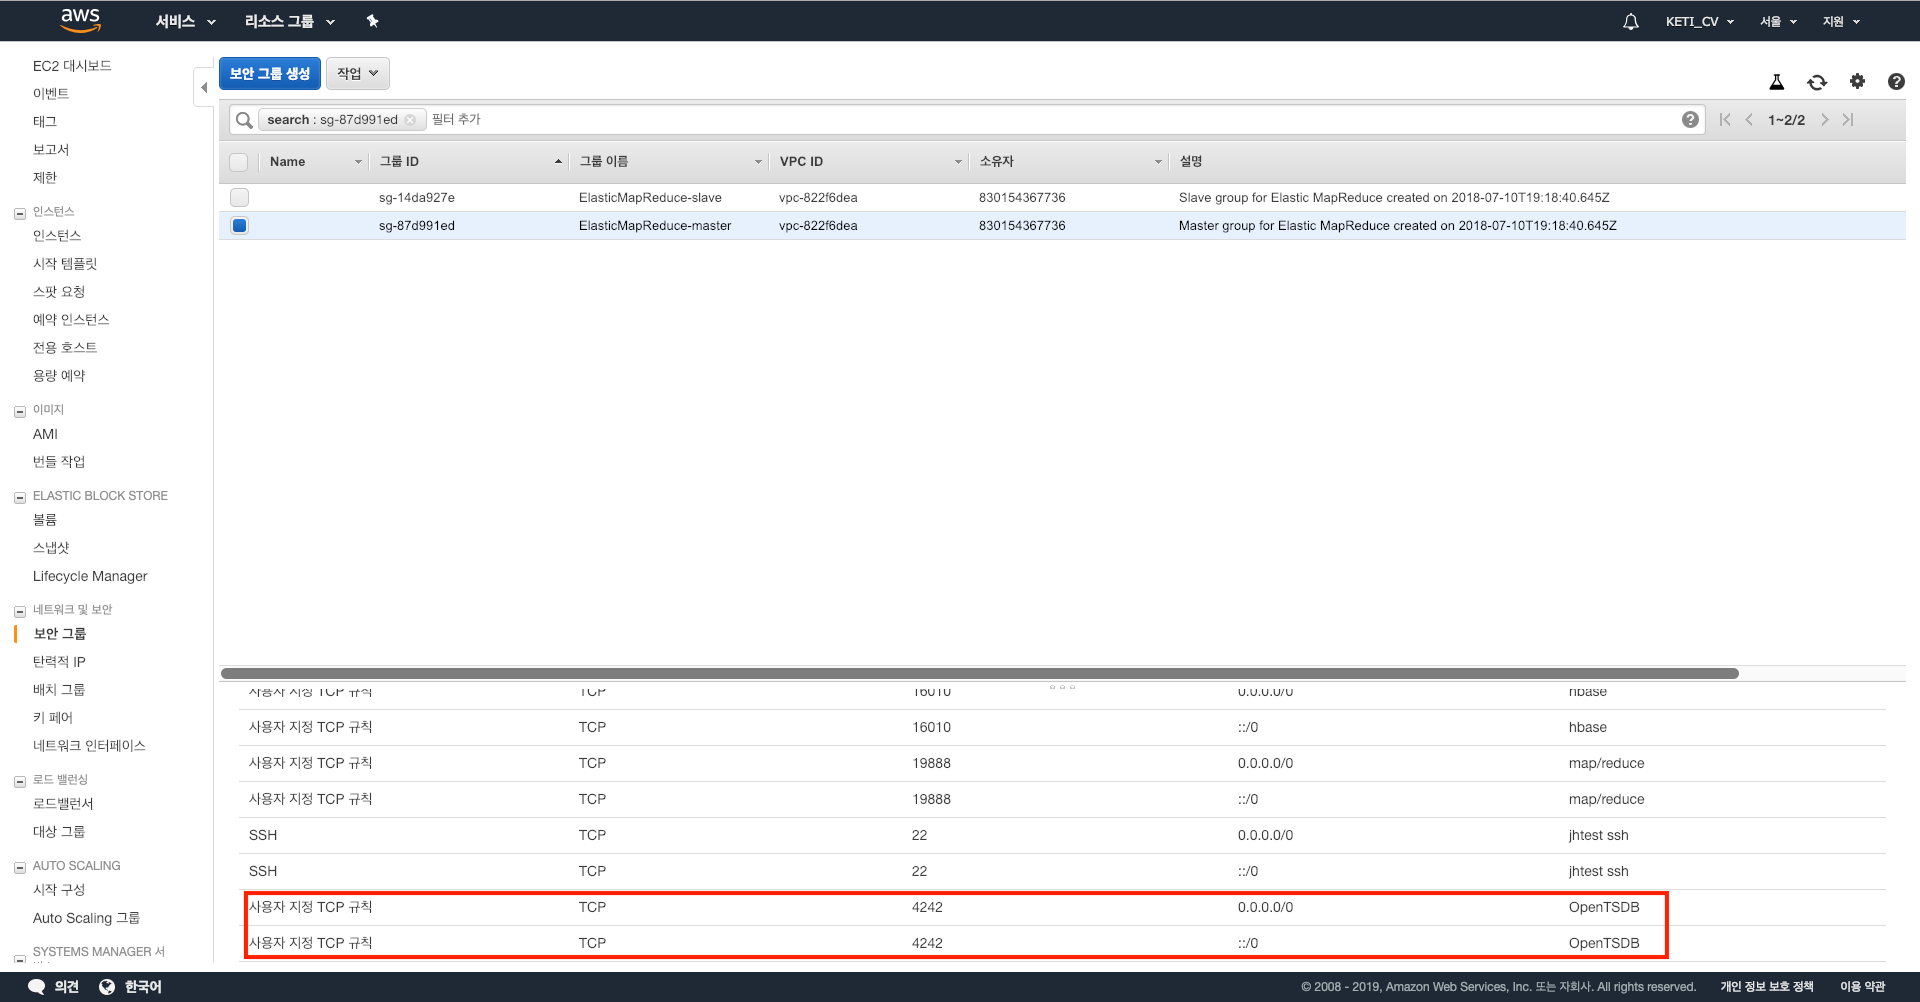 aws 서비스 리소스 그룹 KETI_CV 서울 지원
EC2 대시보드
이벤트
태그
보고서
제한
인스턴스
인스턴스
시작 템플릿
스팟 요청
예약 인스턴스
전용 호스트
용량 예약
이미지
AMI
번들 작업
ELASTIC BLOCK STORE
볼륨
스냅샷
Lifecycle Manager
네트워크 및 보안
보안 그룹
탄력적 IP
배치 그룹
키 페어
네트워크 인터페이스
로드 밸런싱
로드밸런서
대상 그룹
AUTO SCALING
시작 구성
Auto Scaling 그룹
SYSTEMS MANAGER 서
보안 그룹 생성 작업
search : sg-87d991ed 필터 추가 1~2/2
Name 그룹 ID 그룹 이름 VPC ID 소유자 설명
sg-14da927e ElasticMapReduce-slave vpc-822f6dea 830154367736 Slave group for Elastic MapReduce created on 2018-07-10T19:18:40.645Z
sg-87d991ed ElasticMapReduce-master vpc-822f6dea 830154367736 Master group for Elastic MapReduce created on 2018-07-10T19:18:40.645Z
사용자 지정 TCP 규칙 TCP 16010 0.0.0.0/0 hbase
사용자 지정 TCP 규칙 TCP 16010 ::/0 hbase
사용자 지정 TCP 규칙 TCP 19888 0.0.0.0/0 map/reduce
사용자 지정 TCP 규칙 TCP 19888 ::/0 map/reduce
SSH TCP 22 0.0.0.0/0 jhtest ssh
SSH TCP 22 ::/0 jhtest ssh
사용자 지정 TCP 규칙 TCP 4242 0.0.0.0/0 OpenTSDB
사용자 지정 TCP 규칙 TCP 4242 ::/0 OpenTSDB
의견 한국어 © 2008 - 2019, Amazon Web Services, Inc. 또는 자회사. All rights reserved. 개인 정보 보호 정책 이용 약관